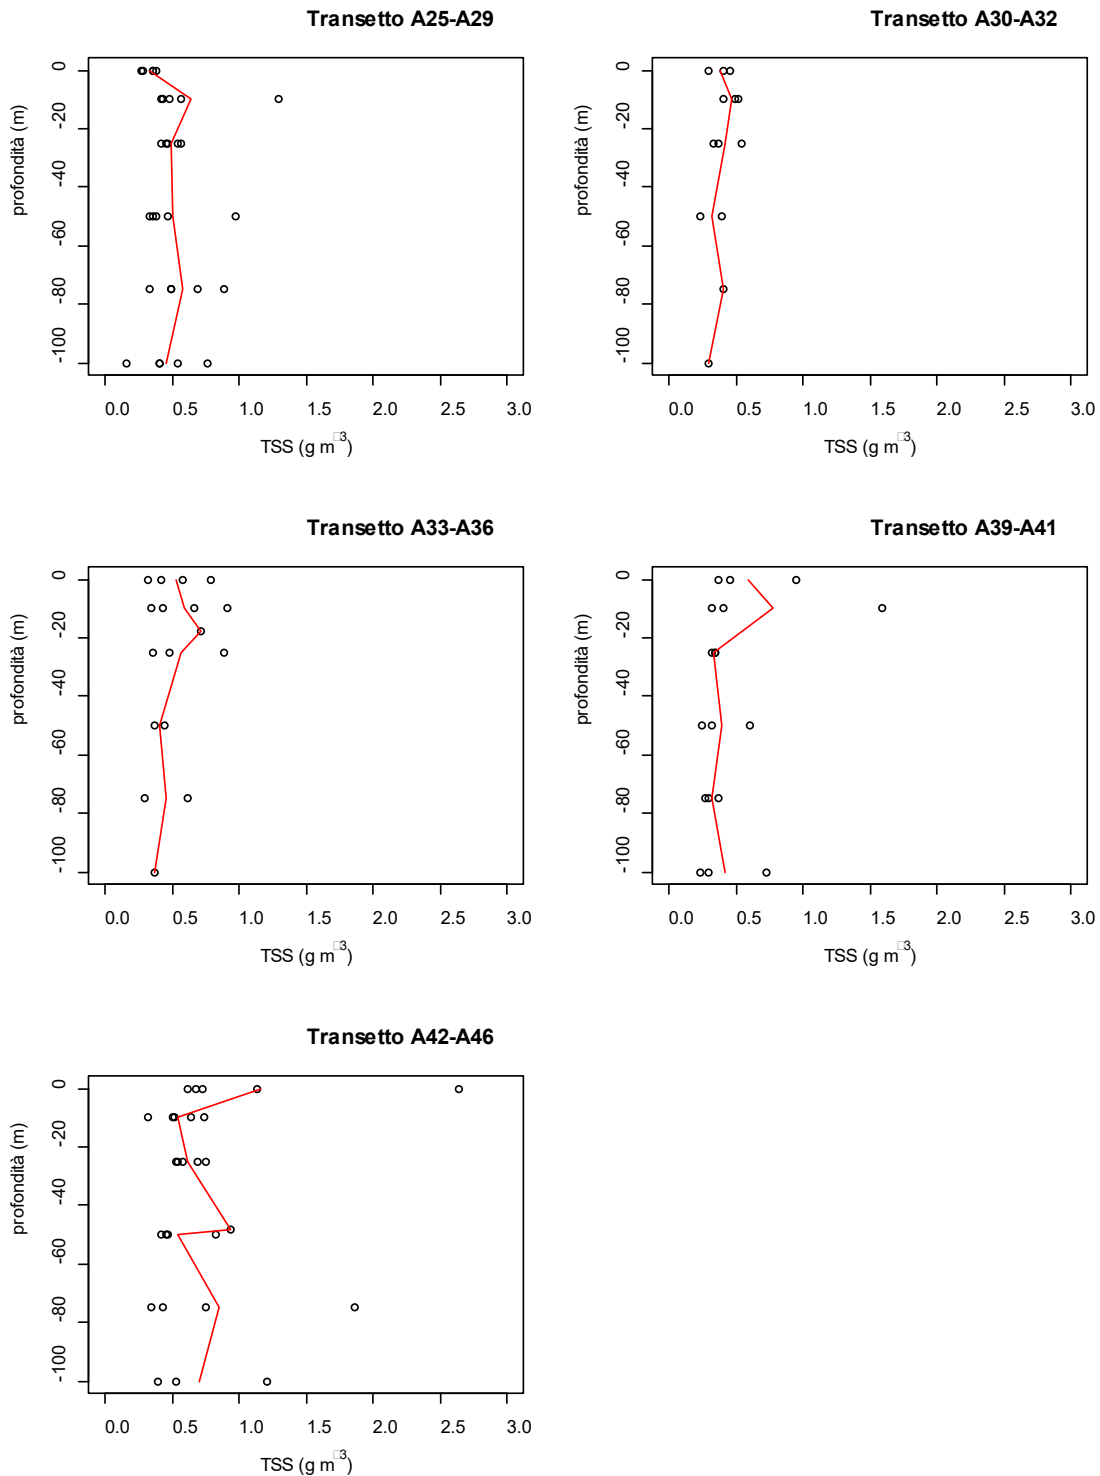 Transetto A25-A29
Transetto A30-A32
profondità (m)
0
-20
-40
-60
-80
-100
0.0 0.5 1.0 1.5 2.0 2.5 3.0
TSS (g m□3)
profondità (m)
0
-20
-40
-60
-80
-100
0.0 0.5 1.0 1.5 2.0 2.5 3.0
TSS (g m□3)
Transetto A33-A36
Transetto A39-A41
profondità (m)
0
-20
-40
-60
-80
-100
0.0 0.5 1.0 1.5 2.0 2.5 3.0
TSS (g m□3)
profondità (m)
0
-20
-40
-60
-80
-100
0.0 0.5 1.0 1.5 2.0 2.5 3.0
TSS (g m□3)
Transetto A42-A46
profondità (m)
0
-20
-40
-60
-80
-100
0.0 0.5 1.0 1.5 2.0 2.5 3.0
TSS (g m□3)